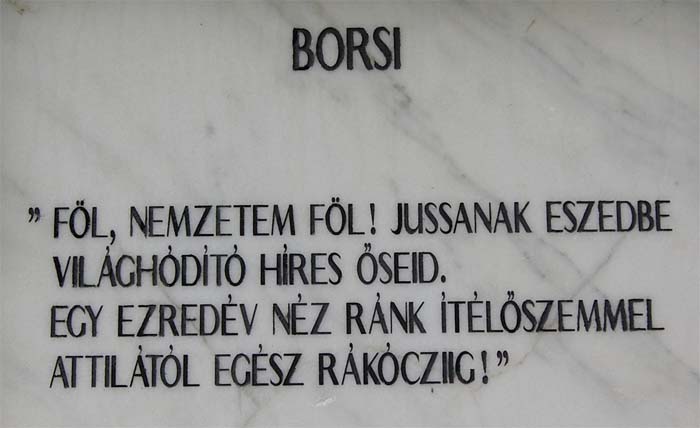 BORSI
” FÖL, NEMZETEM FÖL! JUSSANAK ESZEDBE
VILÁGHÓDÍTÓ HÍRES ŐSEID.
EGY EZREDÉV NÉZ RÁNK ÍTÉLŐSZEMMEL
ATTILÁTÓL EGÉSZ RÁKÓCZIIG!”